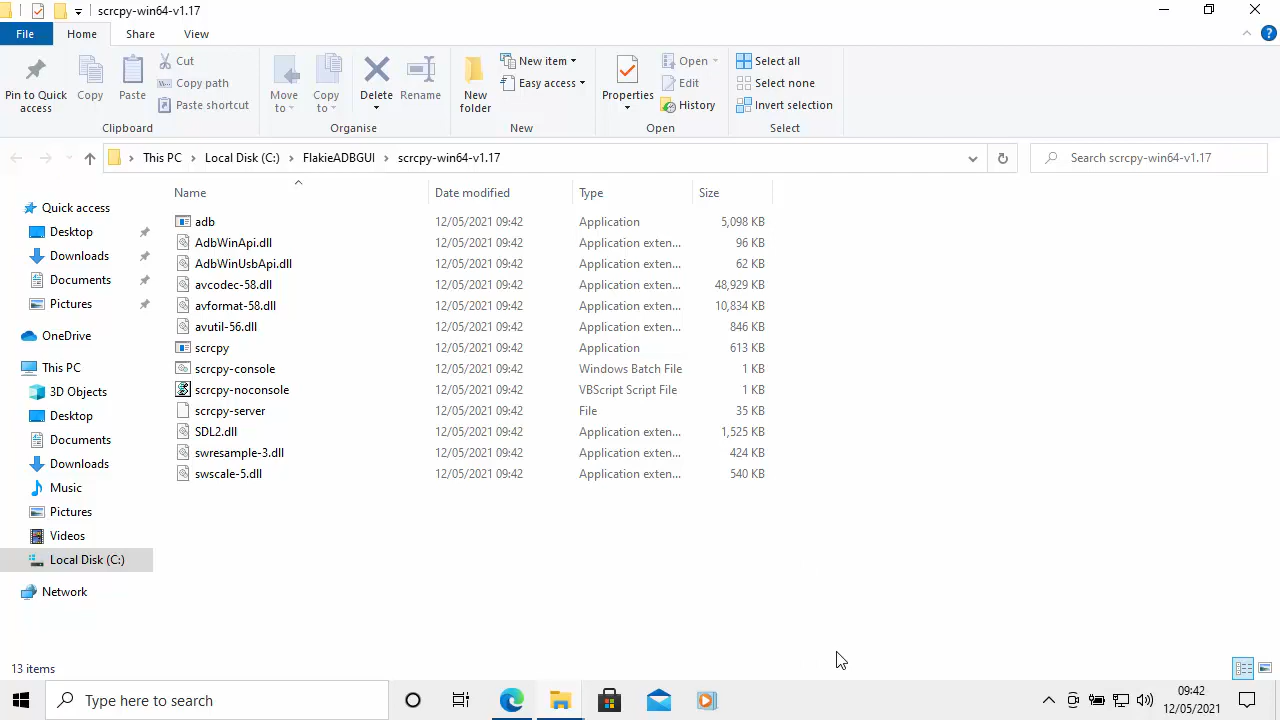 scrcpy-win64-v1.17
File Home Share View
Pin to Quick access
Copy
Paste
Cut
Copy path
Paste shortcut
Clipboard
Move to
Copy to
Delete
Rename
Organise
New folder
New item
Easy access
New
Properties
Open
Edit
History
Open
Select all
Select none
Invert selection
Select
This PC > Local Disk (C:) > FlakieADBGUI > scrcpy-win64-v1.17
Search scrcpy-win64-v1.17
Name Date modified Type Size
adb 12/05/2021 09:42 Application 5,098 KB
AdbWinApi.dll 12/05/2021 09:42 Application exten... 96 KB
AdbWinUsbApi.dll 12/05/2021 09:42 Application exten... 62 KB
avcodec-58.dll 12/05/2021 09:42 Application exten... 48,929 KB
avformat-58.dll 12/05/2021 09:42 Application exten... 10,834 KB
avutil-56.dll 12/05/2021 09:42 Application exten... 846 KB
scrcpy 12/05/2021 09:42 Application 613 KB
scrcpy-console 12/05/2021 09:42 Windows Batch File 1 KB
scrcpy-noconsole 12/05/2021 09:42 VBScript Script File 1 KB
scrcpy-server 12/05/2021 09:42 File 35 KB
SDL2.dll 12/05/2021 09:42 Application exten... 1,525 KB
swresample-3.dll 12/05/2021 09:42 Application exten... 424 KB
swscale-5.dll 12/05/2021 09:42 Application exten... 540 KB
Quick access
Desktop
Downloads
Documents
Pictures
OneDrive
This PC
3D Objects
Desktop
Documents
Downloads
Music
Pictures
Videos
Local Disk (C:)
Network
13 items
Type here to search
09:42
12/05/2021